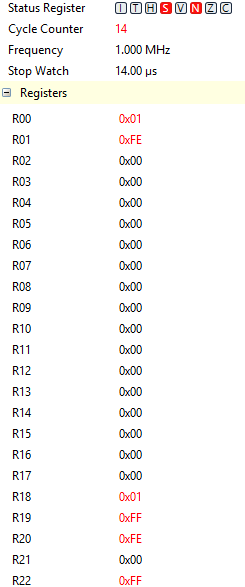 Status Register I T H S V N Z C
Cycle Counter 14
Frequency 1.000 MHz
Stop Watch 14.00 µs
Registers
R00 0x01
R01 0xFE
R02 0x00
R03 0x00
R04 0x00
R05 0x00
R06 0x00
R07 0x00
R08 0x00
R09 0x00
R10 0x00
R11 0x00
R12 0x00
R13 0x00
R14 0x00
R15 0x00
R16 0x00
R17 0x00
R18 0x01
R19 0xFF
R20 0xFE
R21 0x00
R22 0xFF